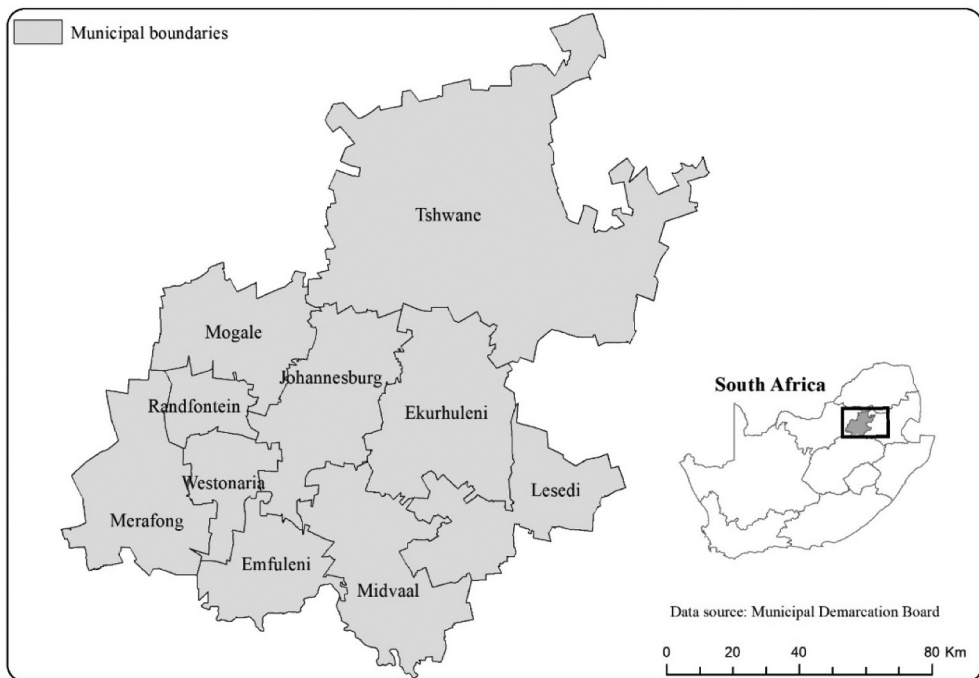 Municipal boundaries
Tshwane
Mogale
Johannesburg
Randfontein
Ekurhuleni
Westonaria
Lesedi
Merafong
Emfuleni
Midvaal
South Africa
Data source: Municipal Demarcation Board
0 20 40 80 Km